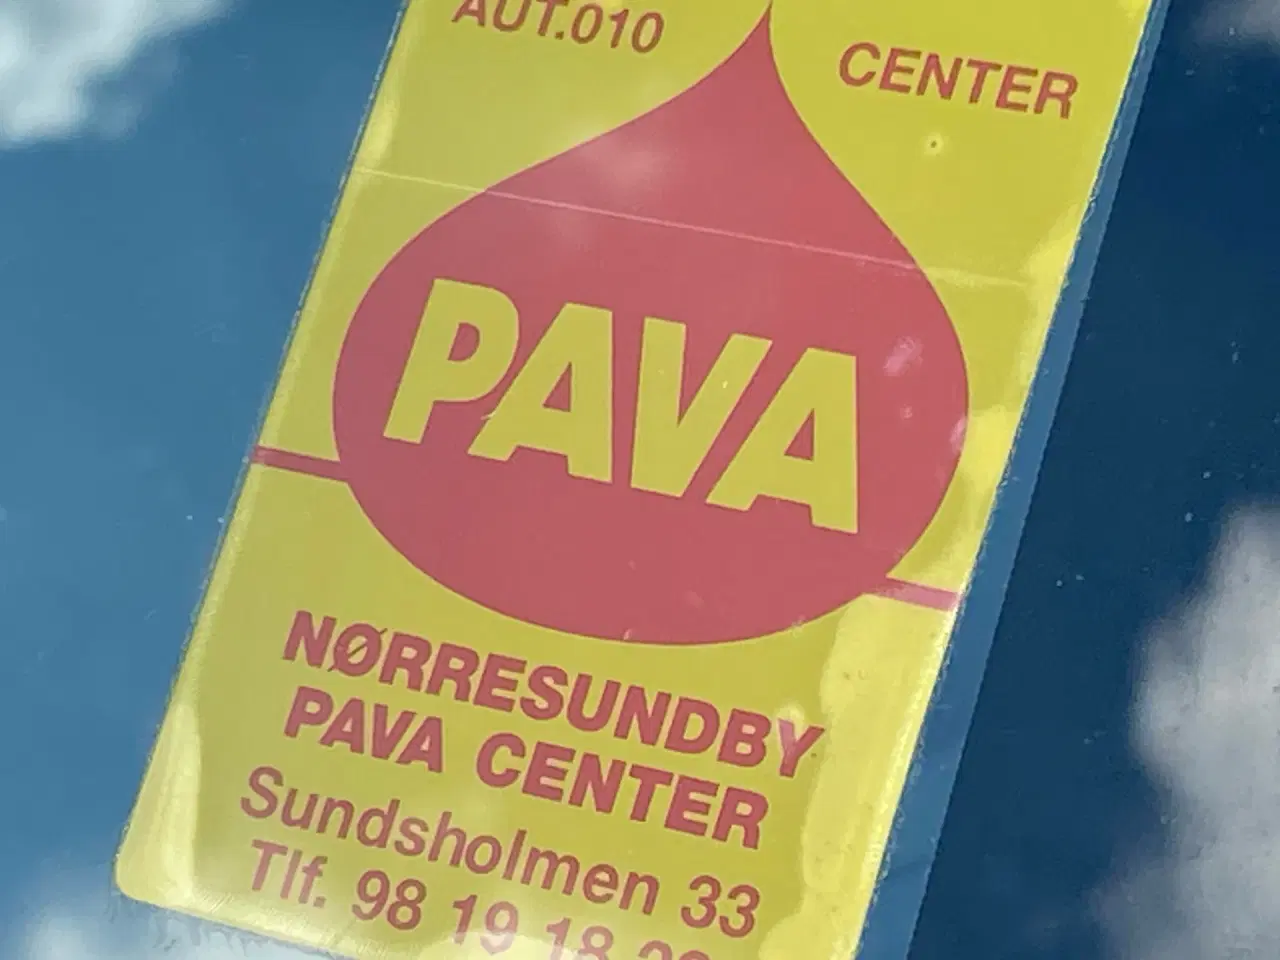 AUT.010
CENTER
PAVA
NØRRESUNDBY
PAVA CENTER
Sundsholmen 33
Tlf. 98 19 18